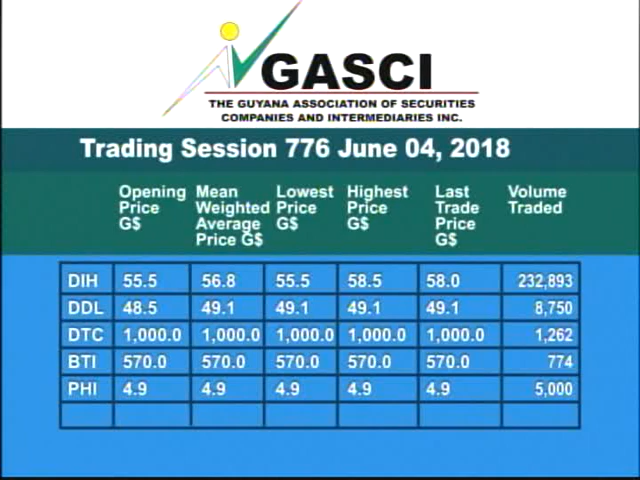 GASCI
THE GUYANA ASSOCIATION OF SECURITIES
COMPANIES AND INTERMEDIARIES INC.
Trading Session 776 June 04, 2018
Opening Price G$ Mean Weighted Average Price G$ Lowest Price G$ Highest Price G$ Last Trade Price G$ Volume Traded
DIH 55.5 56.8 55.5 58.5 58.0 232,893
DDL 48.5 49.1 49.1 49.1 49.1 8,750
DTC 1,000.0 1,000.0 1,000.0 1,000.0 1,000.0 1,262
BTI 570.0 570.0 570.0 570.0 570.0 774
PHI 4.9 4.9 4.9 4.9 4.9 5,000